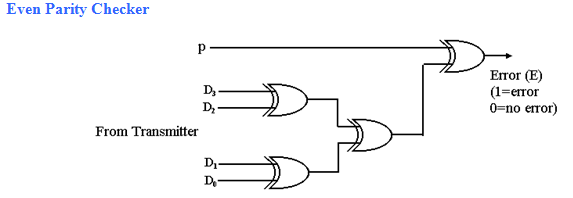 Even Parity Checker
P
D3
D2
From Transmitter
D1
D0
Error (E)
(1=error
0=no error)